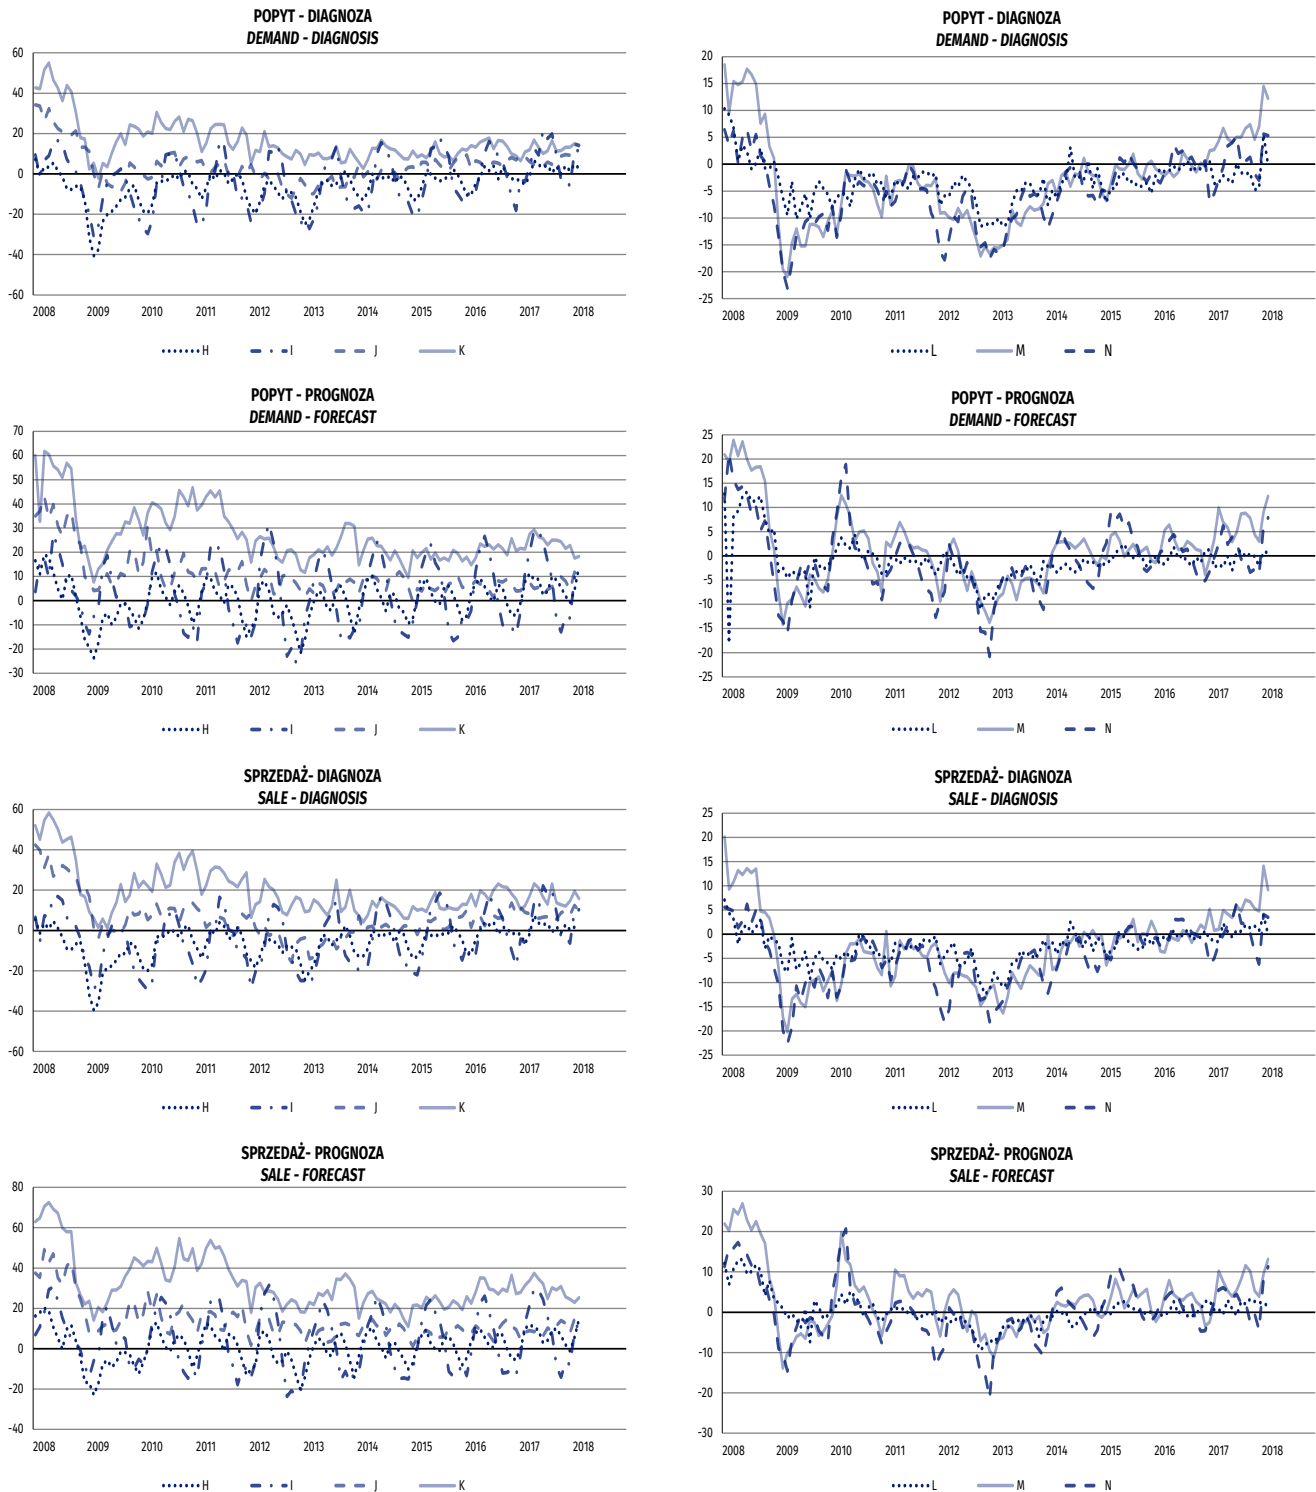 POPYT - DIAGNOZA
DEMAND - DIAGNOSIS
60
40
20
0
-20
-40
-60
2008 2009 2010 2011 2012 2013 2014 2015 2016 2017 2018
H I J K
POPYT - DIAGNOZA
DEMAND - DIAGNOSIS
20
15
10
5
0
-5
-10
-15
-20
-25
2008 2009 2010 2011 2012 2013 2014 2015 2016 2017 2018
L M N
POPYT - PROGNOZA
DEMAND - FORECAST
70
60
50
40
30
20
10
0
-10
-20
-30
2008 2009 2010 2011 2012 2013 2014 2015 2016 2017 2018
H I J K
POPYT - PROGNOZA
DEMAND - FORECAST
25
20
15
10
5
0
-5
-10
-15
-20
-25
2008 2009 2010 2011 2012 2013 2014 2015 2016 2017 2018
L M N
SPRZEDAŻ- DIAGNOZA
SALE - DIAGNOSIS
60
40
20
0
-20
-40
-60
2008 2009 2010 2011 2012 2013 2014 2015 2016 2017 2018
H I J K
SPRZEDAŻ- DIAGNOZA
SALE - DIAGNOSIS
25
20
15
10
5
0
-5
-10
-15
-20
-25
2008 2009 2010 2011 2012 2013 2014 2015 2016 2017 2018
L M N
SPRZEDAŻ- PROGNOZA
SALE - FORECAST
80
60
40
20
0
-20
-40
2008 2009 2010 2011 2012 2013 2014 2015 2016 2017 2018
H I J K
SPRZEDAŻ- PROGNOZA
SALE - FORECAST
30
20
10
0
-10
-20
-30
2008 2009 2010 2011 2012 2013 2014 2015 2016 2017 2018
L M N